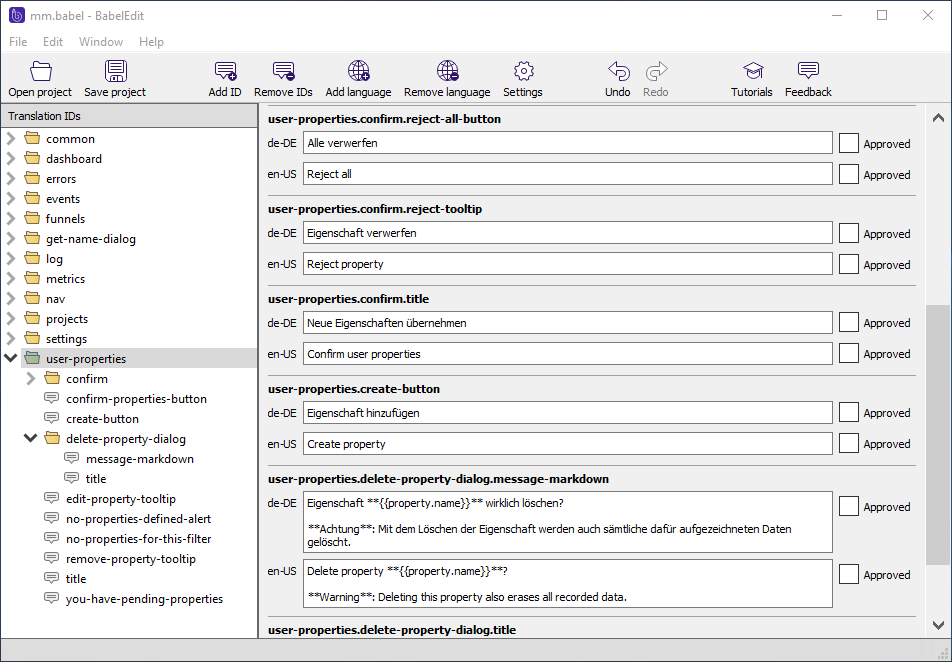 mm.babel - BabelEdit
File Edit Window Help
Open project Save project Add ID Remove IDs Add language Remove language Settings Undo Redo Tutorials Feedback
Translation IDs
common
dashboard
errors
events
funnels
get-name-dialog
log
metrics
nav
projects
settings
user-properties
confirm
confirm-properties-button
create-button
delete-property-dialog
message-markdown
title
edit-property-tooltip
no-properties-defined-alert
no-properties-for-this-filter
remove-property-tooltip
title
you-have-pending-properties
user-properties.confirm.reject-all-button
de-DE Alle verwerfen Approved
en-US Reject all Approved
user-properties.confirm.reject-tooltip
de-DE Eigenschaft verwerfen Approved
en-US Reject property Approved
user-properties.confirm.title
de-DE Neue Eigenschaften übernehmen Approved
en-US Confirm user properties Approved
user-properties.create-button
de-DE Eigenschaft hinzufügen Approved
en-US Create property Approved
user-properties.delete-property-dialog.message-markdown
de-DE Eigenschaft **{{property.name}}** wirklich löschen? Approved
**Achtung**: Mit dem Löschen der Eigenschaft werden auch sämtliche dafür aufgezeichneten Daten
gelöscht.
en-US Delete property **{{property.name}}**? Approved
**Warning**: Deleting this property also erases all recorded data.
user-properties.delete-property-dialog.title